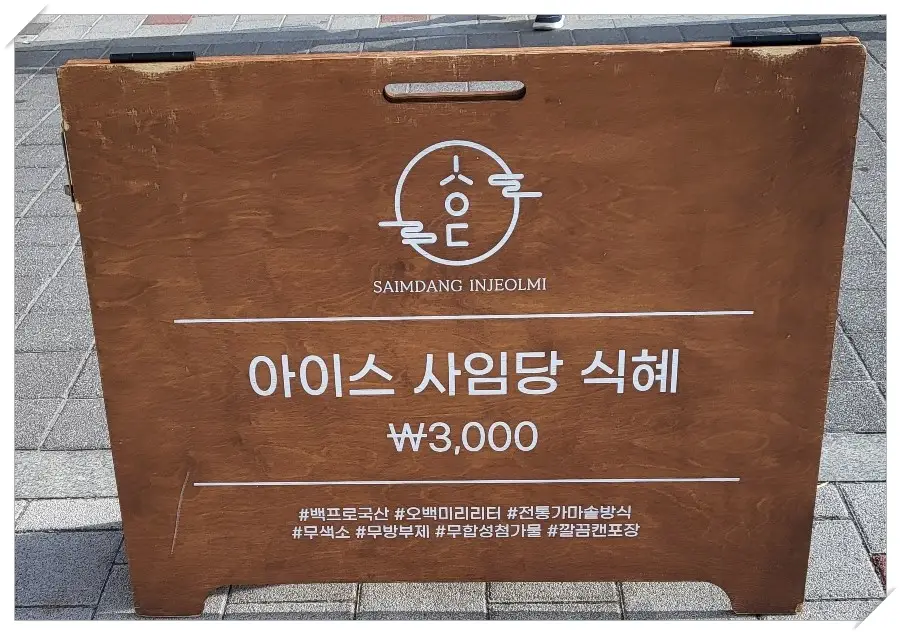 SAIMDANG INJEOLMI
아이스 사임당 식혜
₩3,000
#백프로국산 #오백미리리터 #전통가마솥방식
#무색소 #무방부제 #무합성첨가물 #깔끔캔포장